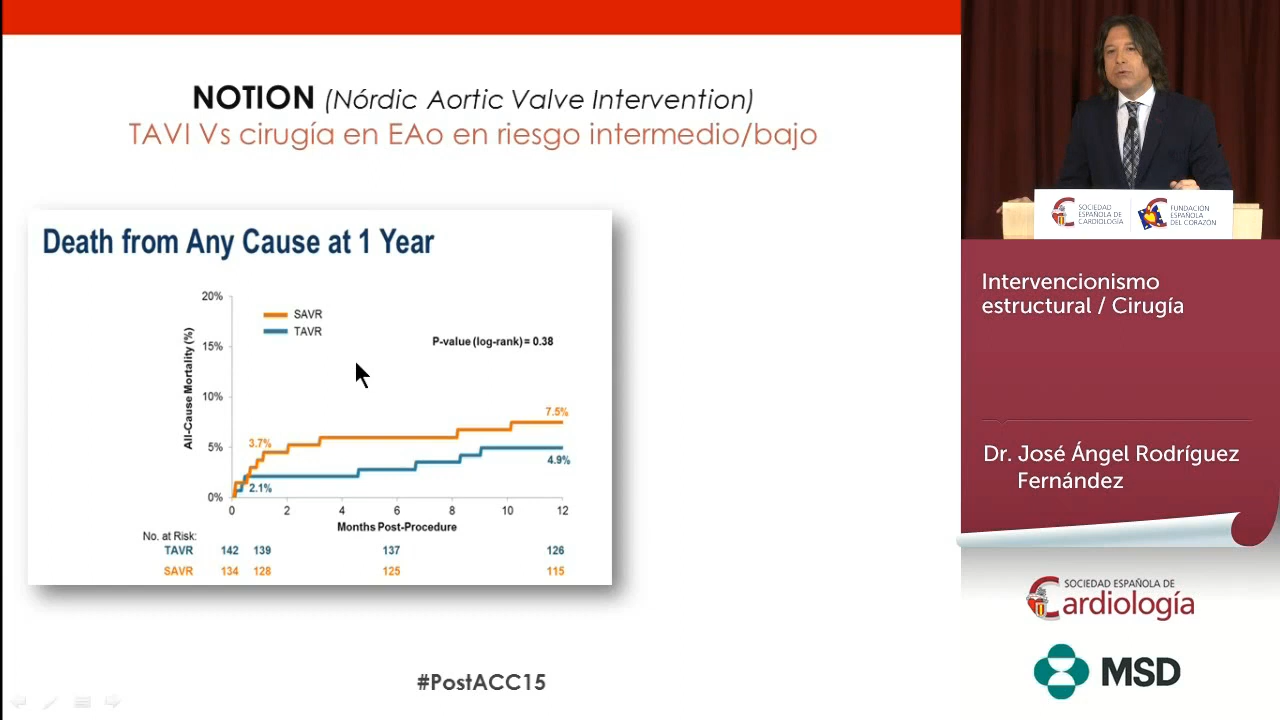 NOTION (Nórdic Aortic Valve Intervention)
TAVI Vs cirugía en EAo en riesgo intermedio/bajo
Death from Any Cause at 1 Year
All-Cause Mortality (%)
20%
15%
10%
5%
0%
SAVR
TAVR
P-value (log-rank) = 0.38
3.7%
2.1%
7.5%
4.9%
0 2 4 6 8 10 12
Months Post-Procedure
No. at Risk:
TAVR 142 139 137 126
SAVR 134 128 125 115
#PostACC15
SOCIEDAD
ESPAÑOLA DE
CARDIOLOGÍA
FUNDACIÓN
ESPAÑOLA
DEL CORAZÓN
Intervencionismo
estructural / Cirugía
Dr. José Ángel Rodríguez
Fernández
SOCIEDAD ESPAÑOLA DE
Cardiología
MSD